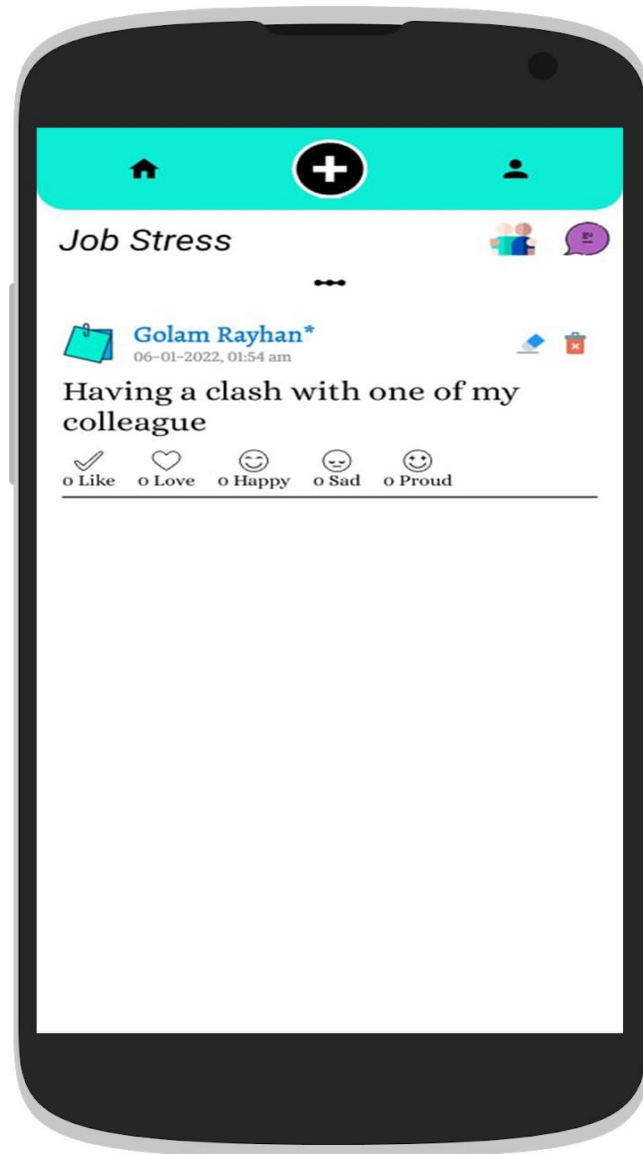 Job Stress
Golam Rayhan*
06-01-2022, 01:54 am
Having a clash with one of my
colleague
0 Like 0 Love 0 Happy 0 Sad 0 Proud